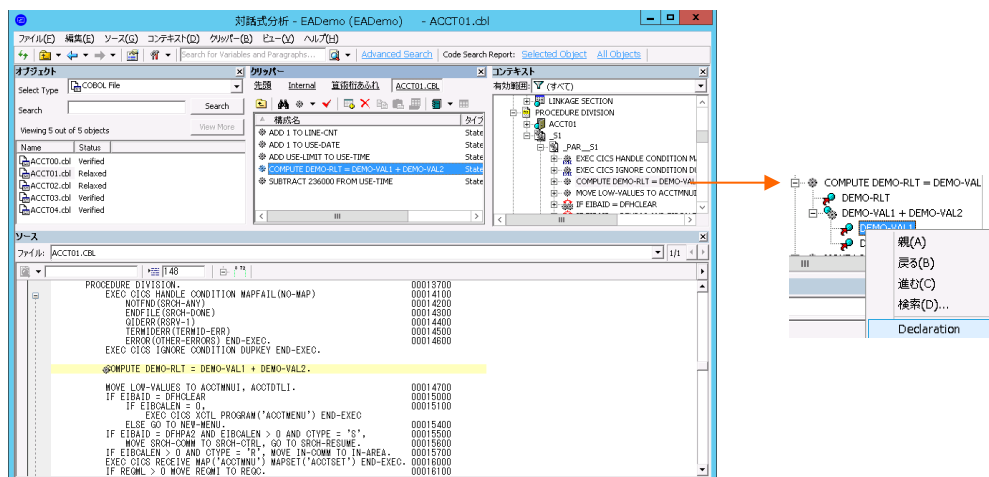 対話式分析 - EADemo (EADemo) - ACCT01.cbl
ファイル(F) 編集(E) ソース(G) コンテキスト(D) クリッパー(B) ビュー(V) ヘルプ(H)
Search for Variables and Paragraphs... Advanced Search Code Search Report: Selected Object All Objects
オブジェクト
Select Type COBOL File
Search Search
Viewing 5 out of 5 objects View More
Name Status
ACCT00.cbl Verified
ACCT01.cbl Relaxed
ACCT02.cbl Relaxed
ACCT03.cbl Verified
ACCT04.cbl Verified
クリッパー
先頭 Internal 算術桁あふれ ACCT01.CBL
構成名 タイプ
ADD 1 TO LINE-CNT State
ADD 1 TO USE-DATE State
ADD USE-LIMIT TO USE-TIME State
COMPUTE DEMO-RLT = DEMO-VAL1 + DEMO-VAL2 State
SUBTRACT 236000 FROM USE-TIME State
コンテキスト
有効範囲: (すべて)
LINKAGE SECTION
PROCEDURE DIVISION
ACCT01
_S1
_PAR__S1
EXEC CICS HANDLE CONDITION M
EXEC CICS IGNORE CONDITION D
COMPUTE DEMO-RLT = DEMO-VAL
MOVE LOW-VALUES TO ACCTMNUI
IF EIBAID = DFHCLEAR
ソース
ファイル: ACCT01.CBL 1/1
148
PROCEDURE DIVISION. 00013700
EXEC CICS HANDLE CONDITION MAPFAIL(NO-MAP) 00014100
NOTFND(SRCH-ANY) 00014200
ENDFILE(SRCH-DONE) 00014300
QIDERR(RSRV-1) 00014400
TERMIDERR(TERMID-ERR) 00014500
ERROR(OTHER-ERRORS) END-EXEC. 00014600
EXEC CICS IGNORE CONDITION DUPKEY END-EXEC.
COMPUTE DEMO-RLT = DEMO-VAL1 + DEMO-VAL2.
MOVE LOW-VALUES TO ACCTMNUI, ACCTDTLI. 00014700
IF EIBAID = DFHCLEAR 00015000
IF EIBCALEN = 0, 00015100
EXEC CICS XCTL PROGRAM('ACCTMENU') END-EXEC
ELSE GO TO NEW-MENU. 00015400
IF EIBAID = DFHPA2 AND EIBCALEN > 0 AND CTYPE = 'S', 00015500
MOVE SRCH-COMM TO SRCH-CTRL, GO TO SRCH-RESUME. 00015600
IF EIBCALEN > 0 AND CTYPE = 'R', MOVE IN-COMM TO IN-AREA. 00015700
EXEC CICS RECEIVE MAP('ACCTMNU') MAPSET('ACCTSET') END-EXEC. 00016000
IF REQML > 0 MOVE REQMI TO REQC. 00016100
COMPUTE DEMO-RLT = DEMO-VAL
DEMO-RLT
DEMO-VAL1 + DEMO-VAL2
DEMO-VAL1
D
親(A)
戻る(B)
進む(C)
検索(D)...
Declaration